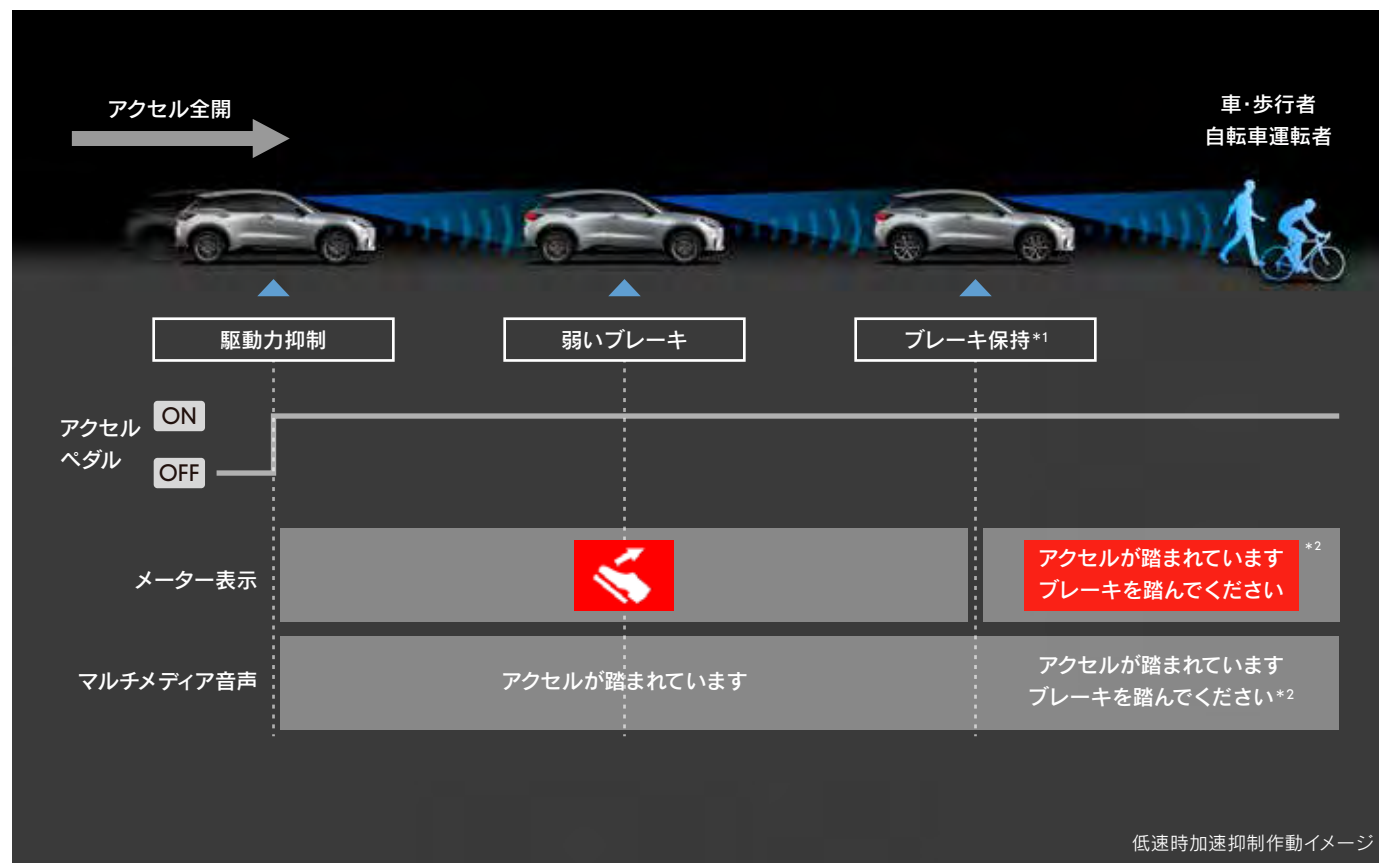 アクセル全開
車・歩行者
自転車運転者
駆動力抑制
弱いブレーキ
ブレーキ保持*1
アクセル
ペダル
ON
OFF
メーター表示
アクセルが踏まれています
ブレーキを踏んでください
*2
マルチメディア音声
アクセルが踏まれています
アクセルが踏まれています
ブレーキを踏んでください*2
低速時加速抑制作動イメージ